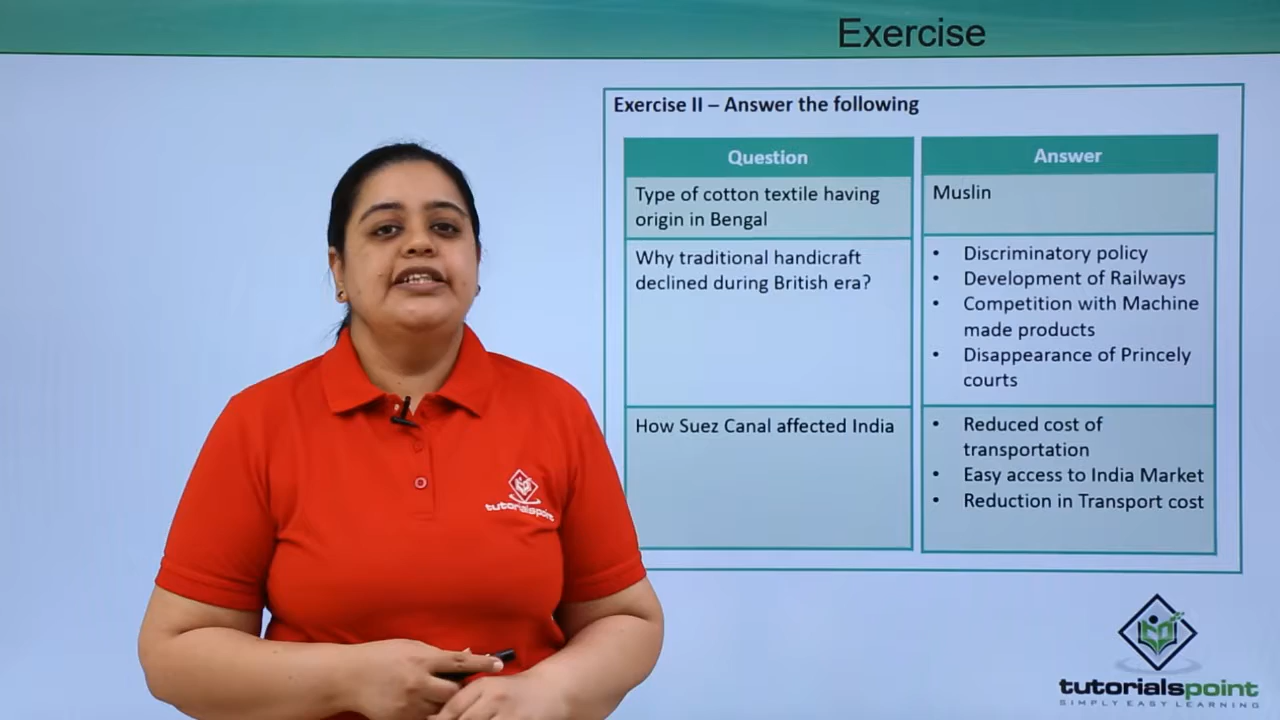 Exercise
Exercise II – Answer the following
Question
Answer
Type of cotton textile having
origin in Bengal
Muslin
Why traditional handicraft
declined during British era?
• Discriminatory policy
• Development of Railways
• Competition with Machine
made products
• Disappearance of Princely
courts
How Suez Canal affected India
• Reduced cost of
transportation
• Easy access to India Market
• Reduction in Transport cost
tutorialspoint
tutorialspoint
SIMPLY EASY LEARNING